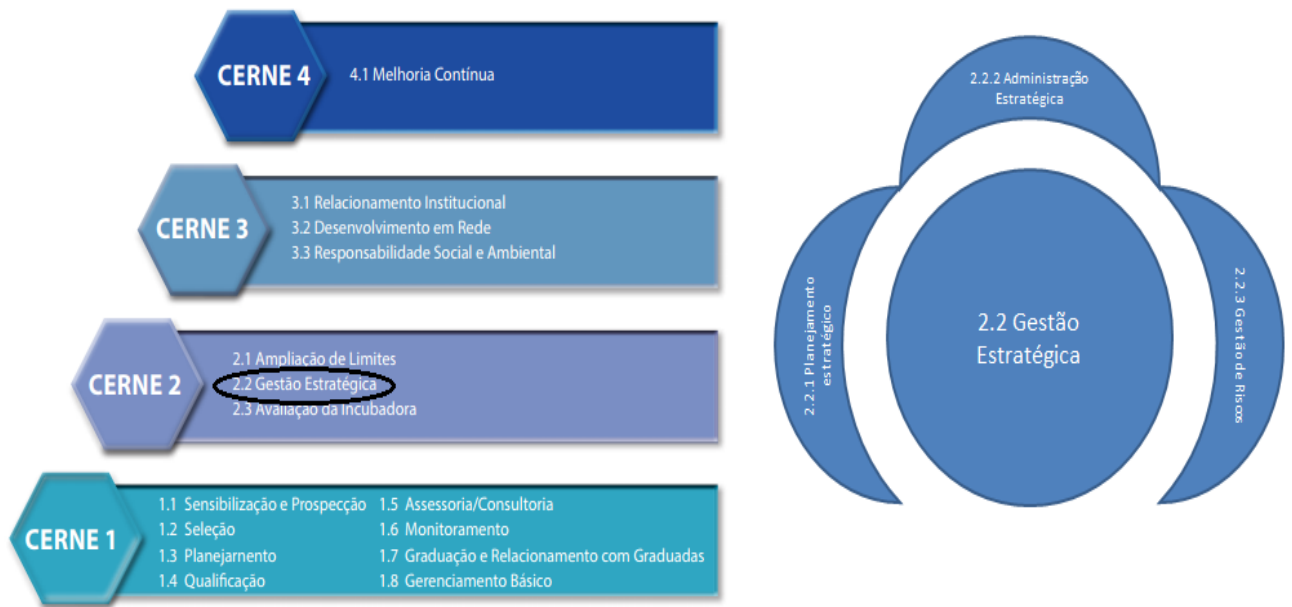 CERNE 4
4.1 Melhoria Contínua
CERNE 3
3.1 Relacionamento Institucional
3.2 Desenvolvimento em Rede
3.3 Responsabilidade Social e Ambiental
CERNE 2
2.1 Ampliação de Limites
2.2 Gestão Estratégica
2.3 Avaliação da Incubadora
CERNE 1
1.1 Sensibilização e Prospecção
1.2 Seleção
1.3 Planejarnento
1.4 Qualificação
1.5 Assessoria/Consultoria
1.6 Monitoramento
1.7 Graduação e Relacionamento com Graduadas
1.8 Gerenciamento Básico
2.2.2 Administração
Estratégica
2.2.1 Planejamento
estratégico
2.2 Gestão
Estratégica
2.2.3 Gestão de Riscos